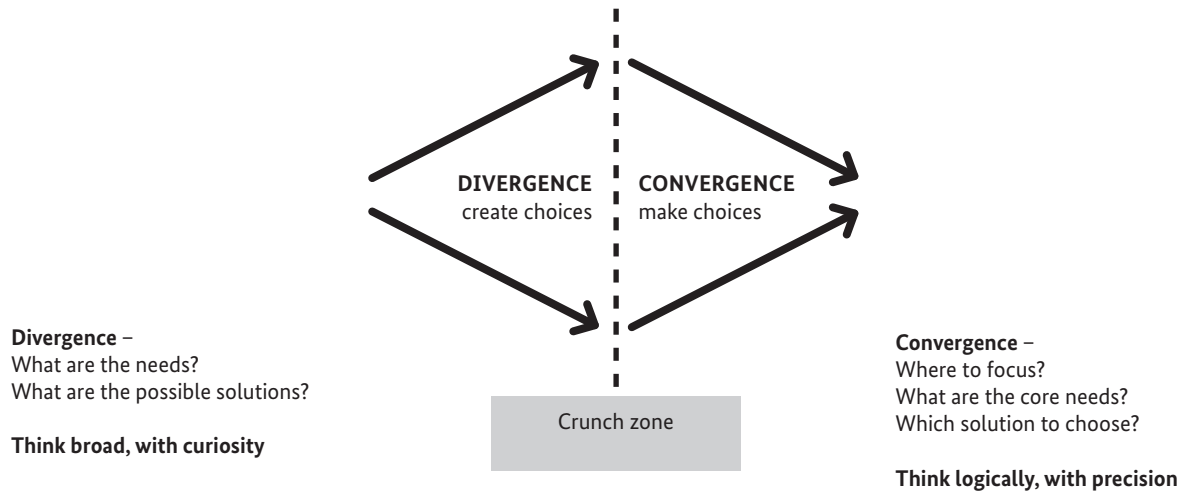 DIVERGENCE
create choices
CONVERGENCE
make choices
Divergence –
What are the needs?
What are the possible solutions?
Think broad, with curiosity
Crunch zone
Convergence –
Where to focus?
What are the core needs?
Which solution to choose?
Think logically, with precision